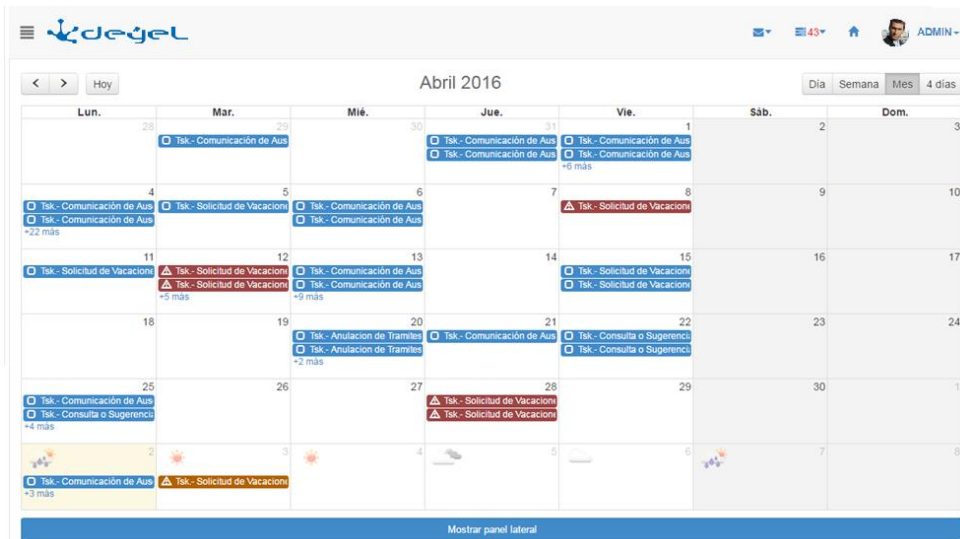 deyel 43 ADMIN
Hoy Abril 2016 Día Semana Mes 4 días
Lun. Mar. Mié. Jue. Vie. Sáb. Dom.
28 29 30 31 1 2 3
Tsk.- Comunicación de Aus Tsk.- Comunicación de Aus Tsk.- Comunicación de Aus
Tsk.- Comunicación de Aus Tsk.- Comunicación de Aus
+6 más
4 5 6 7 8 9 10
Tsk.- Comunicación de Aus Tsk.- Solicitud de Vacacione Tsk.- Comunicación de Aus Tsk.- Solicitud de Vacacione
Tsk.- Comunicación de Aus Tsk.- Comunicación de Aus
+22 más
11 12 13 14 15 16 17
Tsk.- Solicitud de Vacacione Tsk.- Solicitud de Vacacione Tsk.- Comunicación de Aus Tsk.- Solicitud de Vacacione
Tsk.- Solicitud de Vacacione Tsk.- Comunicación de Aus Tsk.- Solicitud de Vacacione
+5 más +9 más
18 19 20 21 22 23 24
Tsk.- Anulacion de Tramites Tsk.- Comunicación de Aus Tsk.- Consulta o Sugerencia
Tsk.- Anulacion de Tramites Tsk.- Consulta o Sugerencia
+2 más
25 26 27 28 29 30 1
Tsk.- Comunicación de Aus Tsk.- Solicitud de Vacacione
Tsk.- Consulta o Sugerencia Tsk.- Solicitud de Vacacione
+4 más
2 3 4 5 6 7 8
Tsk.- Comunicación de Aus Tsk.- Solicitud de Vacacione
+3 más
Mostrar panel lateral